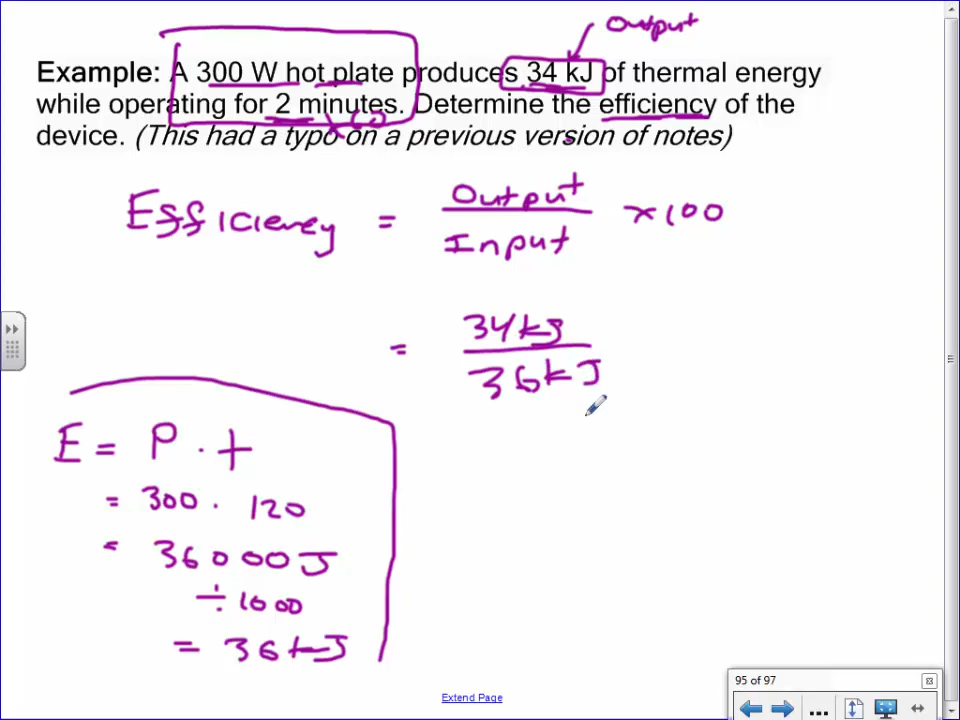 Output
Example: A 300 W hot plate produces 34 kJ of thermal energy
while operating for 2 minutes. Determine the efficiency of the
x60
device. (This had a typo on a previous version of notes)
Efficiency = Output / Input x 100
= 34kJ / 36kJ
E = P . t
= 300 . 120
= 36000J
÷ 1000
= 36kJ
Extend Page
95 of 97
...